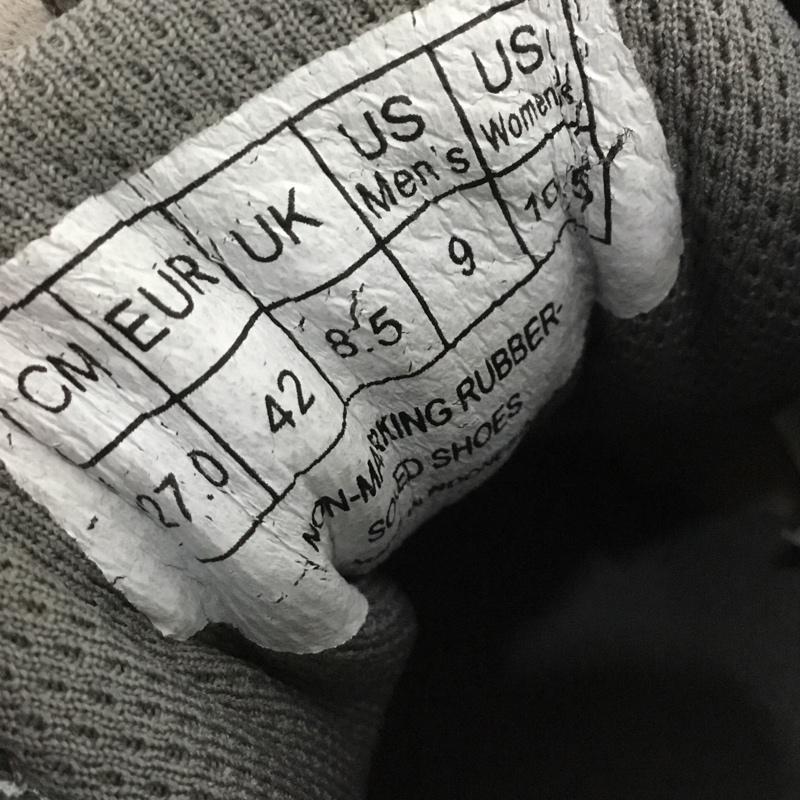 CM EUR UK US Men's US Women's
27.0 42 8.5 9 10.5
NON-MARKING RUBBER-
SOLED SHOES